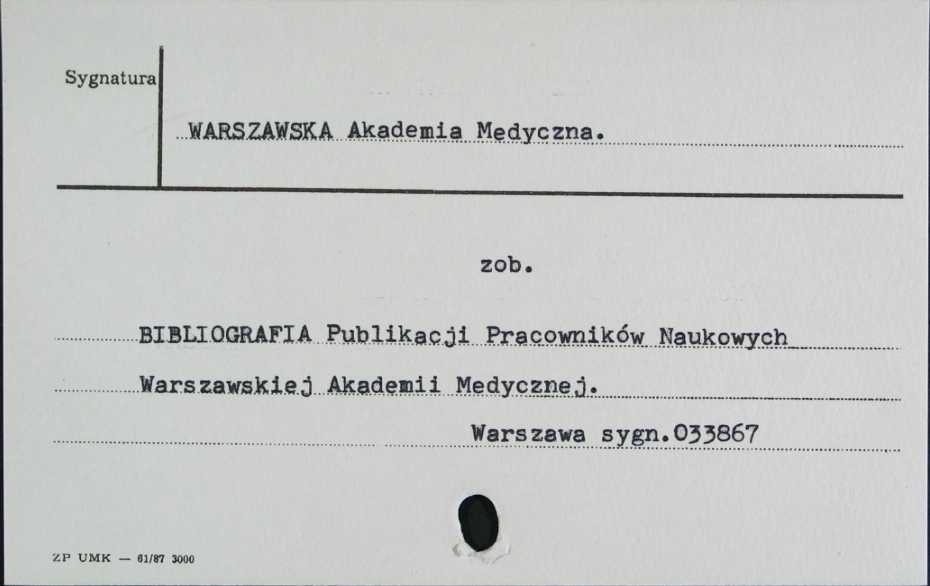 Sygnatura
WARSZAWSKA Akademia Medyczna.
zob.
BIBLIOGRAFIA Publikacji Pracowników Naukowych
Warszawskiej Akademii Medycznej.
Warszawa sygn.033867
ZP UMK — 61/87 3000